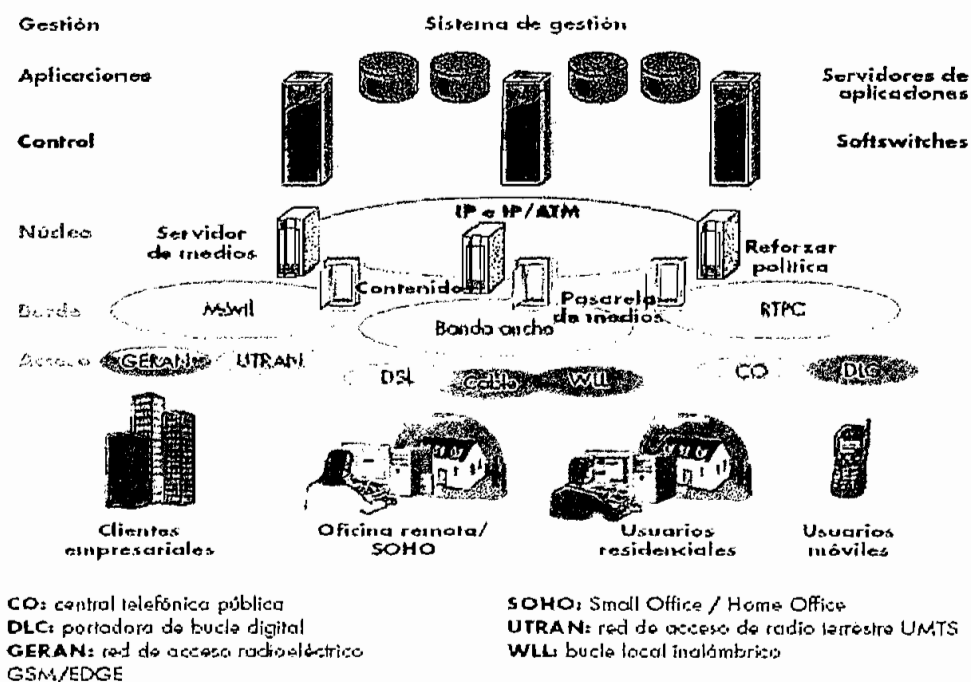 Gestión
Sistema de gestión
Aplicaciones
Servidores de
aplicaciones
Control
Softswitches
Núcleo
IP o IP/ATM
Servidor
de medios
Reforzar
política
Contenido
Borde
Pasarela
de medios
RTPC
Banda ancha
Acceso
GERAN
UTRAN
DSL
Cable
WLL
CO
DLC
Clientes
empresariales
Oficina remota/
SOHO
Usuarios
residenciales
Usuarios
móviles
CO: central telefónica pública
DLC: portadora de bucle digital
GERAN: red de acceso radioeléctrico
GSM/EDGE
SOHO: Small Office / Home Office
UTRAN: red de acceso de radio terrestre UMTS
WLL: bucle local inalámbrico